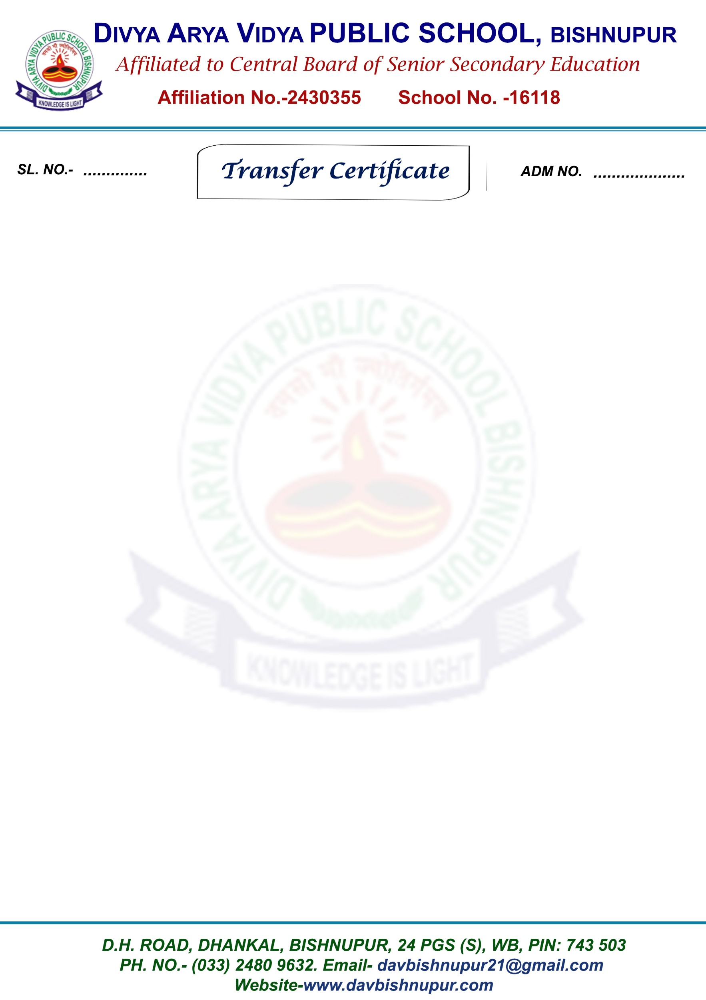 DIVYA ARYA VIDYA PUBLIC SCHOOL, BISHNUPUR
Affiliated to Central Board of Senior Secondary Education
Affiliation No.-2430355 School No. -16118
DIVYA ARYA VIDYA PUBLIC SCHOOL BISHNUPUR
तमसो मी ज्योतिर्गमय
KNOWLEDGE IS LIGHT
SL. NO.- .............. Transfer Certificate ADM NO. ....................
DIVYA ARYA VIDYA PUBLIC SCHOOL BISHNUPUR
तमसो मी ज्योतिर्गमय
KNOWLEDGE IS LIGHT
D.H. ROAD, DHANKAL, BISHNUPUR, 24 PGS (S), WB, PIN: 743 503
PH. NO.- (033) 2480 9632. Email- davbishnupur21@gmail.com
Website-www.davbishnupur.com